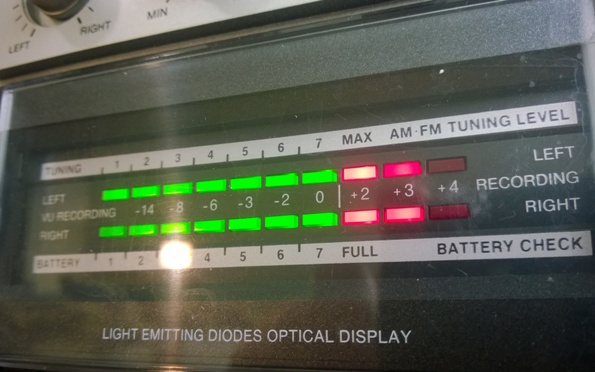 LEFT RIGHT MIN
TUNING 1 2 3 4 5 6 7 MAX AM·FM TUNING LEVEL
LEFT LEFT
VU RECORDING -14 -8 -6 -3 -2 0 +2 +3 +4 RECORDING
RIGHT RIGHT
BATTERY 1 2 4 5 6 7 FULL BATTERY CHECK
LIGHT EMITTING DIODES OPTICAL DISPLAY